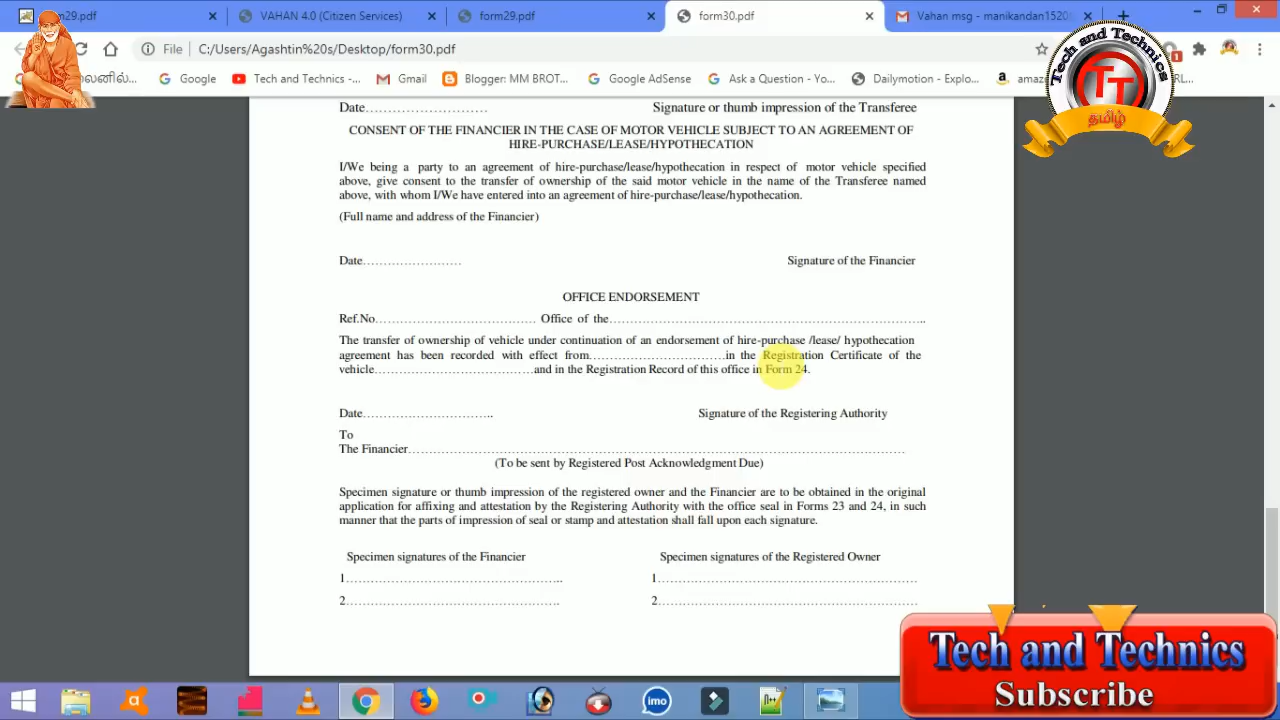 m29.pdf
VAHAN 4.0 (Citizen Services)
form29.pdf
form30.pdf
Vahan msg - manikandan1520
File
C:/Users/Agashtin%20s/Desktop/form30.pdf
1
Google
Tech and Technics -...
Gmail
Blogger: MM BROT...
Google AdSense
Ask a Question - Yo...
Dailymotion - Explo...
amaz
RL...
Tech and Technics
TT
தமிழ்
Date……………………… Signature or thumb impression of the Transferee
CONSENT OF THE FINANCIER IN THE CASE OF MOTOR VEHICLE SUBJECT TO AN AGREEMENT OF
HIRE-PURCHASE/LEASE/HYPOTHECATION
I/We being a party to an agreement of hire-purchase/lease/hypothecation in respect of motor vehicle specified
above, give consent to the transfer of ownership of the said motor vehicle in the name of the Transferee named
above, with whom I/We have entered into an agreement of hire-purchase/lease/hypothecation.
(Full name and address of the Financier)
Date…………………. Signature of the Financier
OFFICE ENDORSEMENT
Ref.No………………………………. Office of the………………………………………………………………..
The transfer of ownership of vehicle under continuation of an endorsement of hire-purchase /lease/ hypothecation
agreement has been recorded with effect from…………………………in the Registration Certificate of the
vehicle……………………………….and in the Registration Record of this office in Form 24.
Date………………………….. Signature of the Registering Authority
To
The Financier…………………………………………………………………………………………………
(To be sent by Registered Post Acknowledgment Due)
Specimen signature or thumb impression of the registered owner and the Financier are to be obtained in the original
application for affixing and attestation by the Registering Authority with the office seal in Forms 23 and 24, in such
manner that the parts of impression of seal or stamp and attestation shall fall upon each signature.
Specimen signatures of the Financier Specimen signatures of the Registered Owner
1…………………………………………….. 1………………………………………………………
2……………………………………………. 2………………………………………………………
Tech and Technics
Subscribe
imo